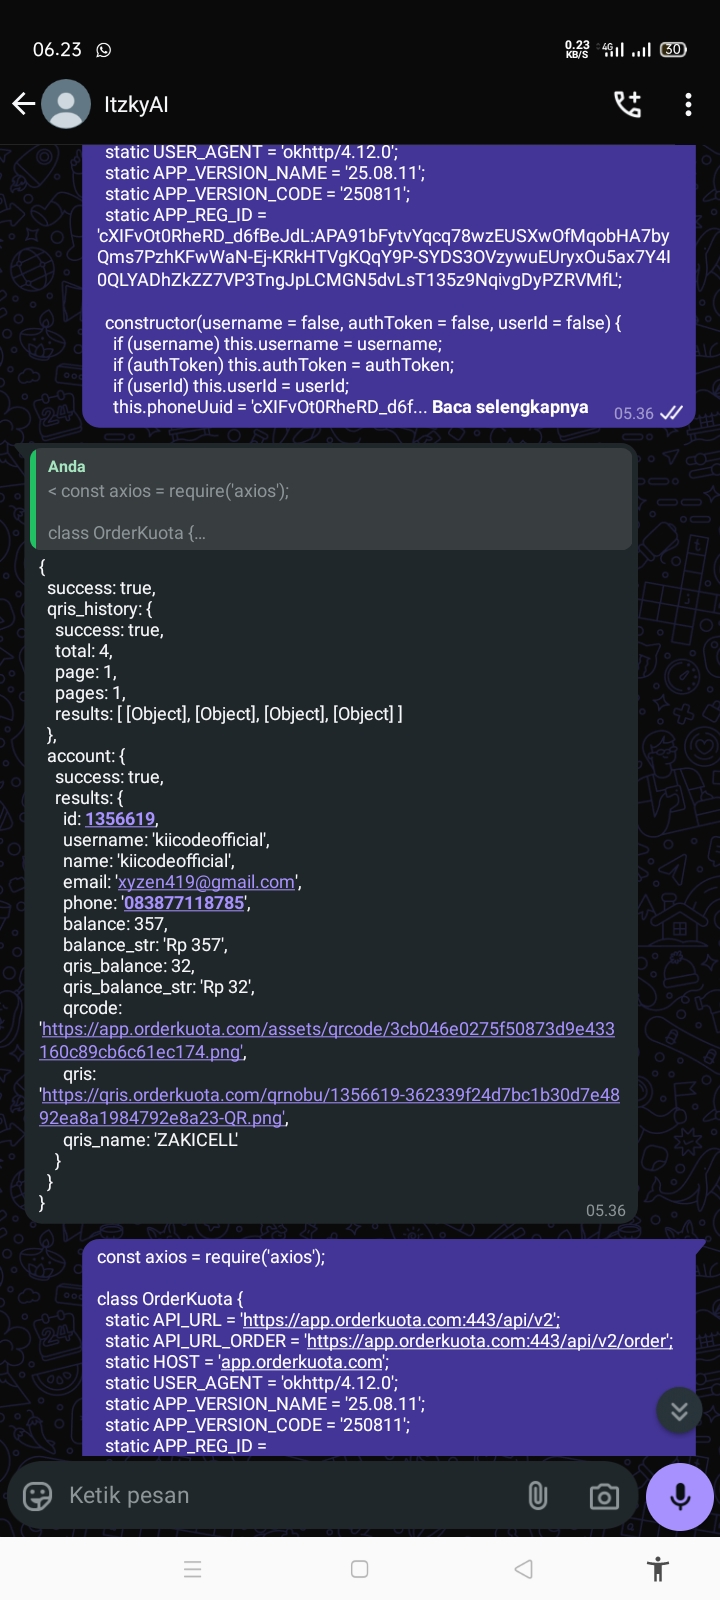 06.23
0.23
KB/S
4G
30
ItzkyAI
static USER_AGENT = 'okhttp/4.12.0';
static APP_VERSION_NAME = '25.08.11';
static APP_VERSION_CODE = '250811';
static APP_REG_ID =
'cXIFvOt0RheRD_d6fBeJdL:APA91bFytvYqcq78wzEUSXwOfMqobHA7by
Qms7PzhKFwWaN-Ej-KRkHTVgKQqY9P-SYDS3OVzywuEUryxOu5ax7Y4I
0QLYADhZkZZ7VP3TngJpLCMGN5dvLsT135z9NqivgDyPZRVMfL';
constructor(username = false, authToken = false, userId = false) {
if (username) this.username = username;
if (authToken) this.authToken = authToken;
if (userId) this.userId = userId;
this.phoneUuid = 'cXIFvOt0RheRD_d6f... Baca selengkapnya
05.36
Anda
< const axios = require('axios');
class OrderKuota {…
{
success: true,
qris_history: {
success: true,
total: 4,
page: 1,
pages: 1,
results: [ [Object], [Object], [Object], [Object] ]
},
account: {
success: true,
results: {
id: 1356619,
username: 'kiicodeofficial',
name: 'kiicodeofficial',
email: 'xyzen419@gmail.com',
phone: '083877118785',
balance: 357,
balance_str: 'Rp 357',
qris_balance: 32,
qris_balance_str: 'Rp 32',
qrcode:
'https://app.orderkuota.com/assets/qrcode/3cb046e0275f50873d9e433
160c89cb6c61ec174.png',
qris:
'https://qris.orderkuota.com/qrnobu/1356619-362339f24d7bc1b30d7e48
92ea8a1984792e8a23-QR.png',
qris_name: 'ZAKICELL'
}
}
}
05.36
const axios = require('axios');
class OrderKuota {
static API_URL = 'https://app.orderkuota.com:443/api/v2';
static API_URL_ORDER = 'https://app.orderkuota.com:443/api/v2/order';
static HOST = 'app.orderkuota.com';
static USER_AGENT = 'okhttp/4.12.0';
static APP_VERSION_NAME = '25.08.11';
static APP_VERSION_CODE = '250811';
static APP_REG_ID =
Ketik pesan